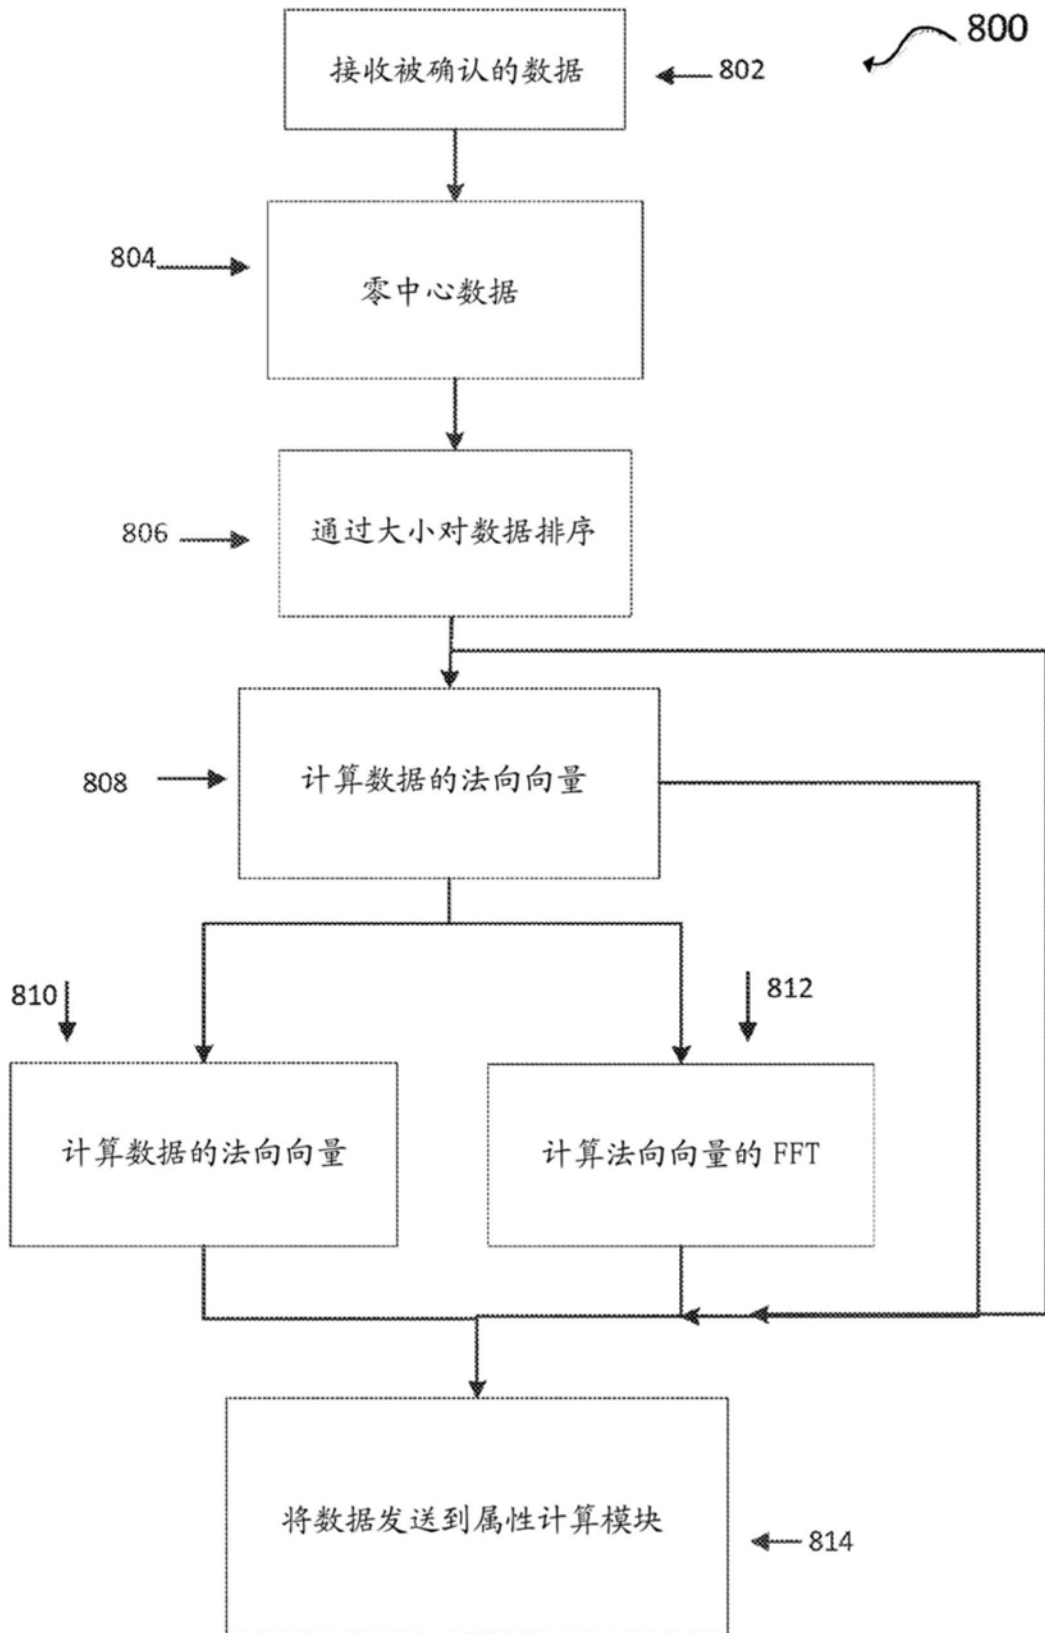 800
接收被确认的数据
802
804
零中心数据
806
通过大小对数据排序
808
计算数据的法向向量
810
812
计算数据的法向向量
计算法向向量的 FFT
将数据发送到属性计算模块
814